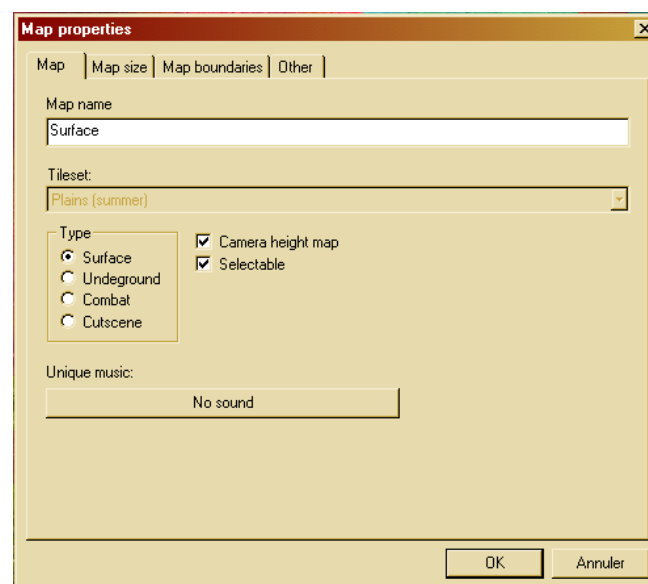 Map properties
Map Map size Map boundaries Other
Map name
Surface
Tileset:
Plains (summer)
Type
Surface
Undeground
Combat
Cutscene
Camera height map
Selectable
Unique music:
No sound
OK Annuler